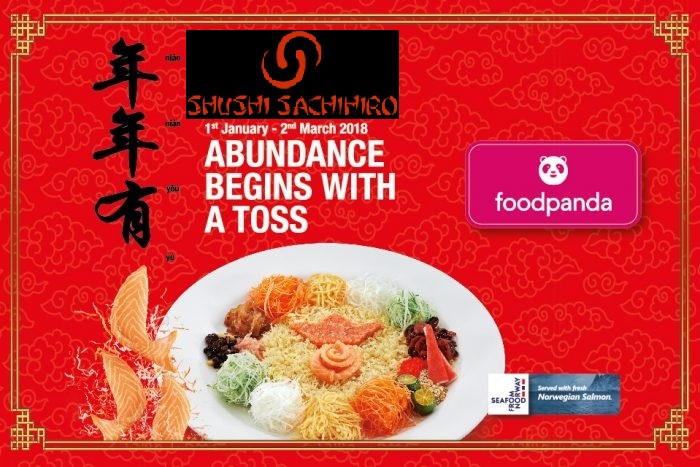 年年有
nián
nián
yǒu
yú
SHUSHI SACHIHIRO
1st January - 2nd March 2018
ABUNDANCE
BEGINS WITH
A TOSS
foodpanda
SEAFOOD
FROM
NORWAY
Served with fresh
Norwegian Salmon.